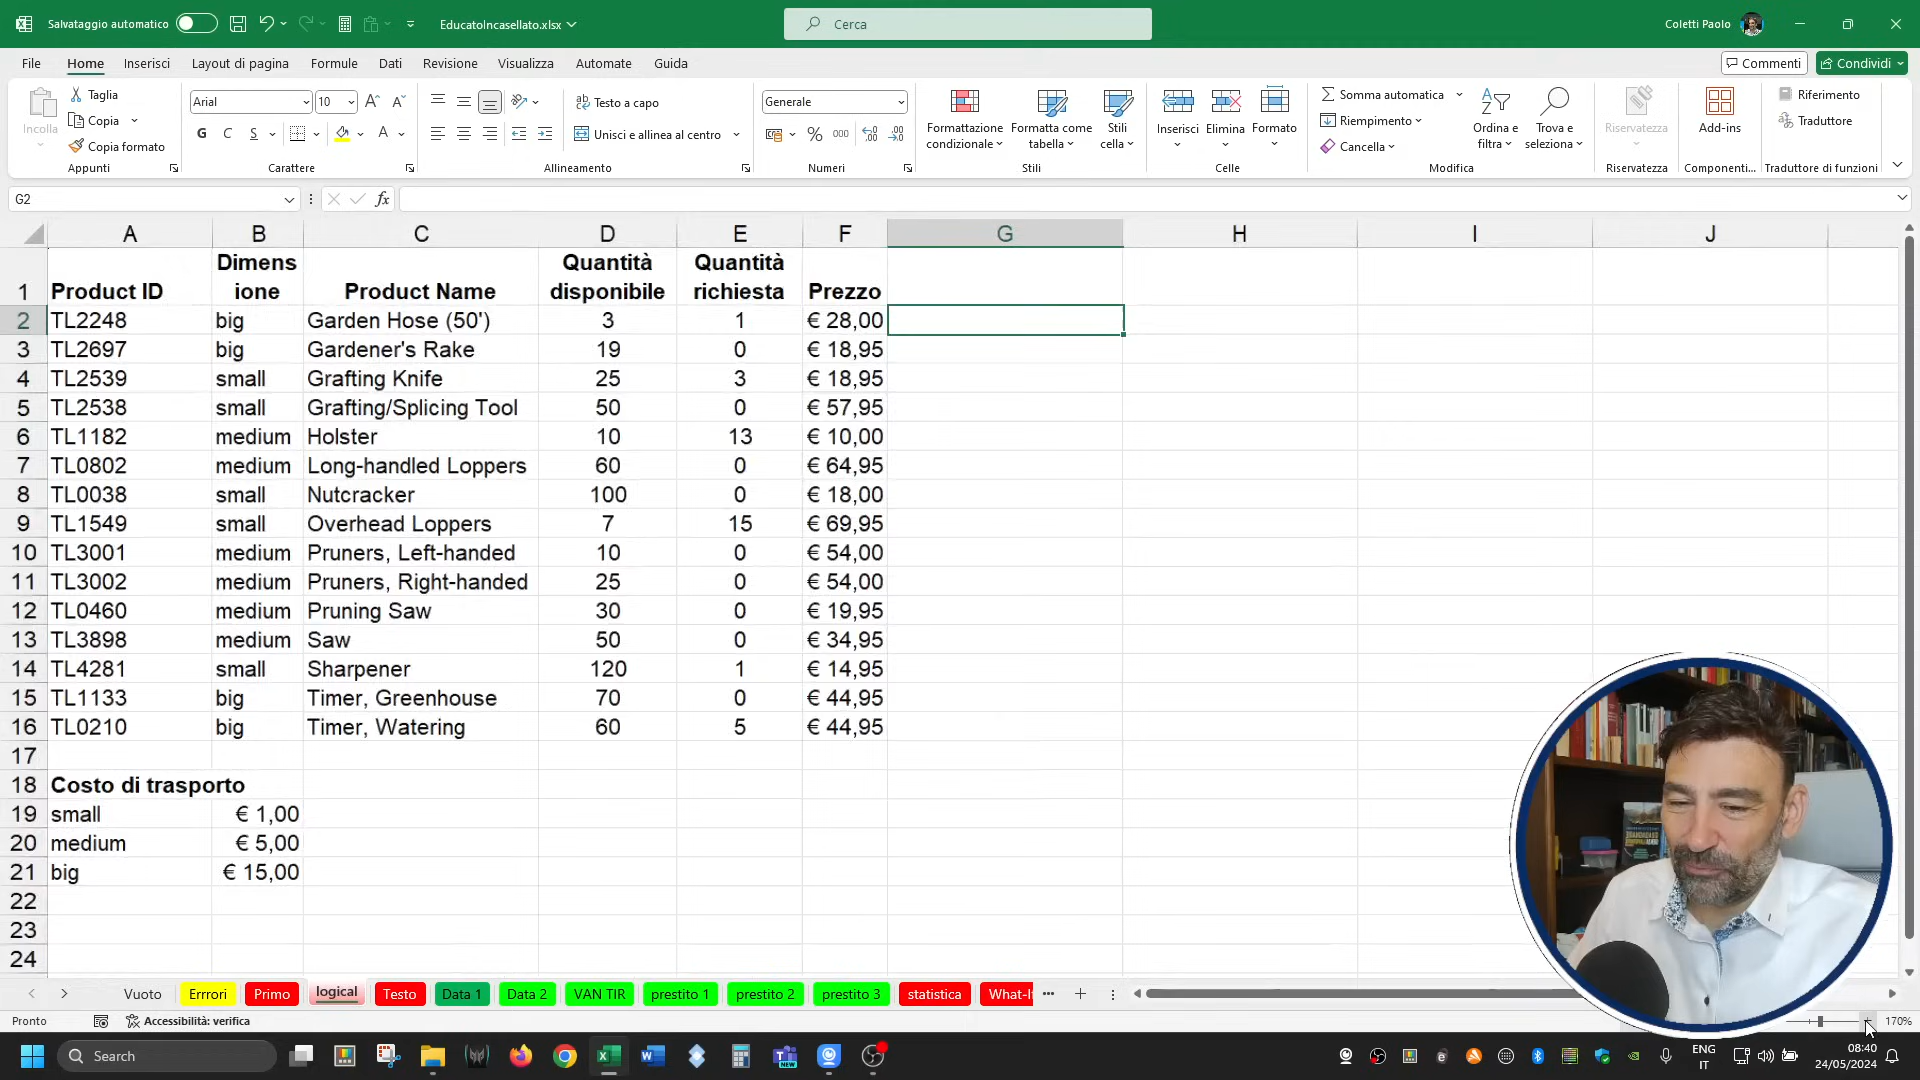 Salvataggio automatico EducatoIncasellato.xlsx Cerca Coletti Paolo
File Home Inserisci Layout di pagina Formule Dati Revisione Visualizza Automate Guida Commenti Condividi
Incolla Taglia Copia Copia formato Appunti
Arial 10 G C S Carattere
Testo a capo Unisci e allinea al centro Allineamento
Generale % 000 Numeri
Formattazione condizionale Formatta come tabella Stili cella Stili
Inserisci Elimina Formato Celle
Somma automatica Riempimento Cancella Ordina e filtra Trova e seleziona Modifica
Riservatezza Riservatezza
Add-ins Componenti...
Riferimento Traduttore Traduttore di funzioni
G2 fx
A B C D E F G H I J
1 Product ID Dimens ione Product Name Quantità disponibile Quantità richiesta Prezzo
2 TL2248 big Garden Hose (50') 3 1 € 28,00
3 TL2697 big Gardener's Rake 19 0 € 18,95
4 TL2539 small Grafting Knife 25 3 € 18,95
5 TL2538 small Grafting/Splicing Tool 50 0 € 57,95
6 TL1182 medium Holster 10 13 € 10,00
7 TL0802 medium Long-handled Loppers 60 0 € 64,95
8 TL0038 small Nutcracker 100 0 € 18,00
9 TL1549 small Overhead Loppers 7 15 € 69,95
10 TL3001 medium Pruners, Left-handed 10 0 € 54,00
11 TL3002 medium Pruners, Right-handed 25 0 € 54,00
12 TL0460 medium Pruning Saw 30 0 € 19,95
13 TL3898 medium Saw 50 0 € 34,95
14 TL4281 small Sharpener 120 1 € 14,95
15 TL1133 big Timer, Greenhouse 70 0 € 44,95
16 TL0210 big Timer, Watering 60 5 € 44,95
17
18 Costo di trasporto
19 small € 1,00
20 medium € 5,00
21 big € 15,00
22
23
24
Vuoto Errrori Primo logical Testo Data 1 Data 2 VAN TIR prestito 1 prestito 2 prestito 3 statistica What-If
Pronto Accessibilità: verifica 170%
Search ENG IT 08:40 24/05/2024